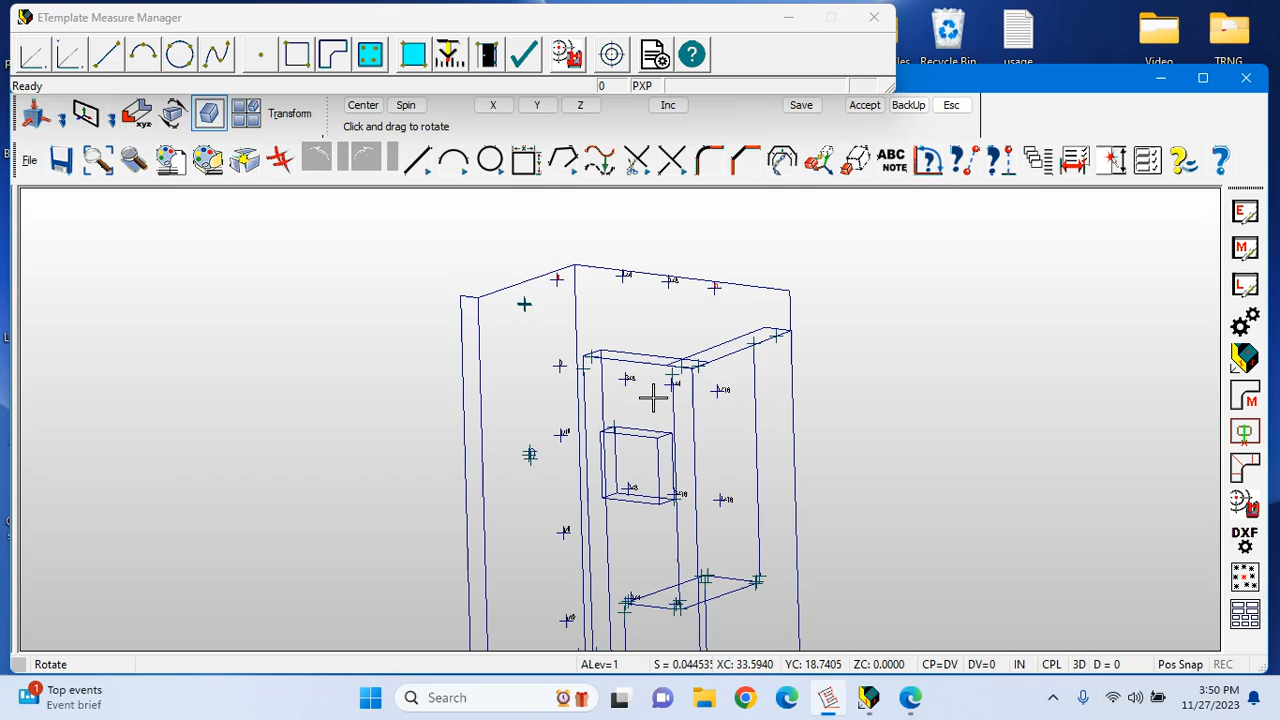 ETemplate Measure Manager
Ready
0
PXP
Recycle Bin
usage
Video
TRNG
Transform
Center
Spin
X
Y
Z
Inc
Save
Accept
BackUp
Esc
Click and drag to rotate
File
ABC
NOTE
E
M
L
M
DXF
Rotate
ALev=1
S = 0.044535
XC: 33.5940
YC: 18.7405
ZC: 0.0000
CP=DV
DV=0
IN
CPL
3D
D = 0
Pos Snap
REC
1
Top events
Event brief
Search
3:50 PM
11/27/2023